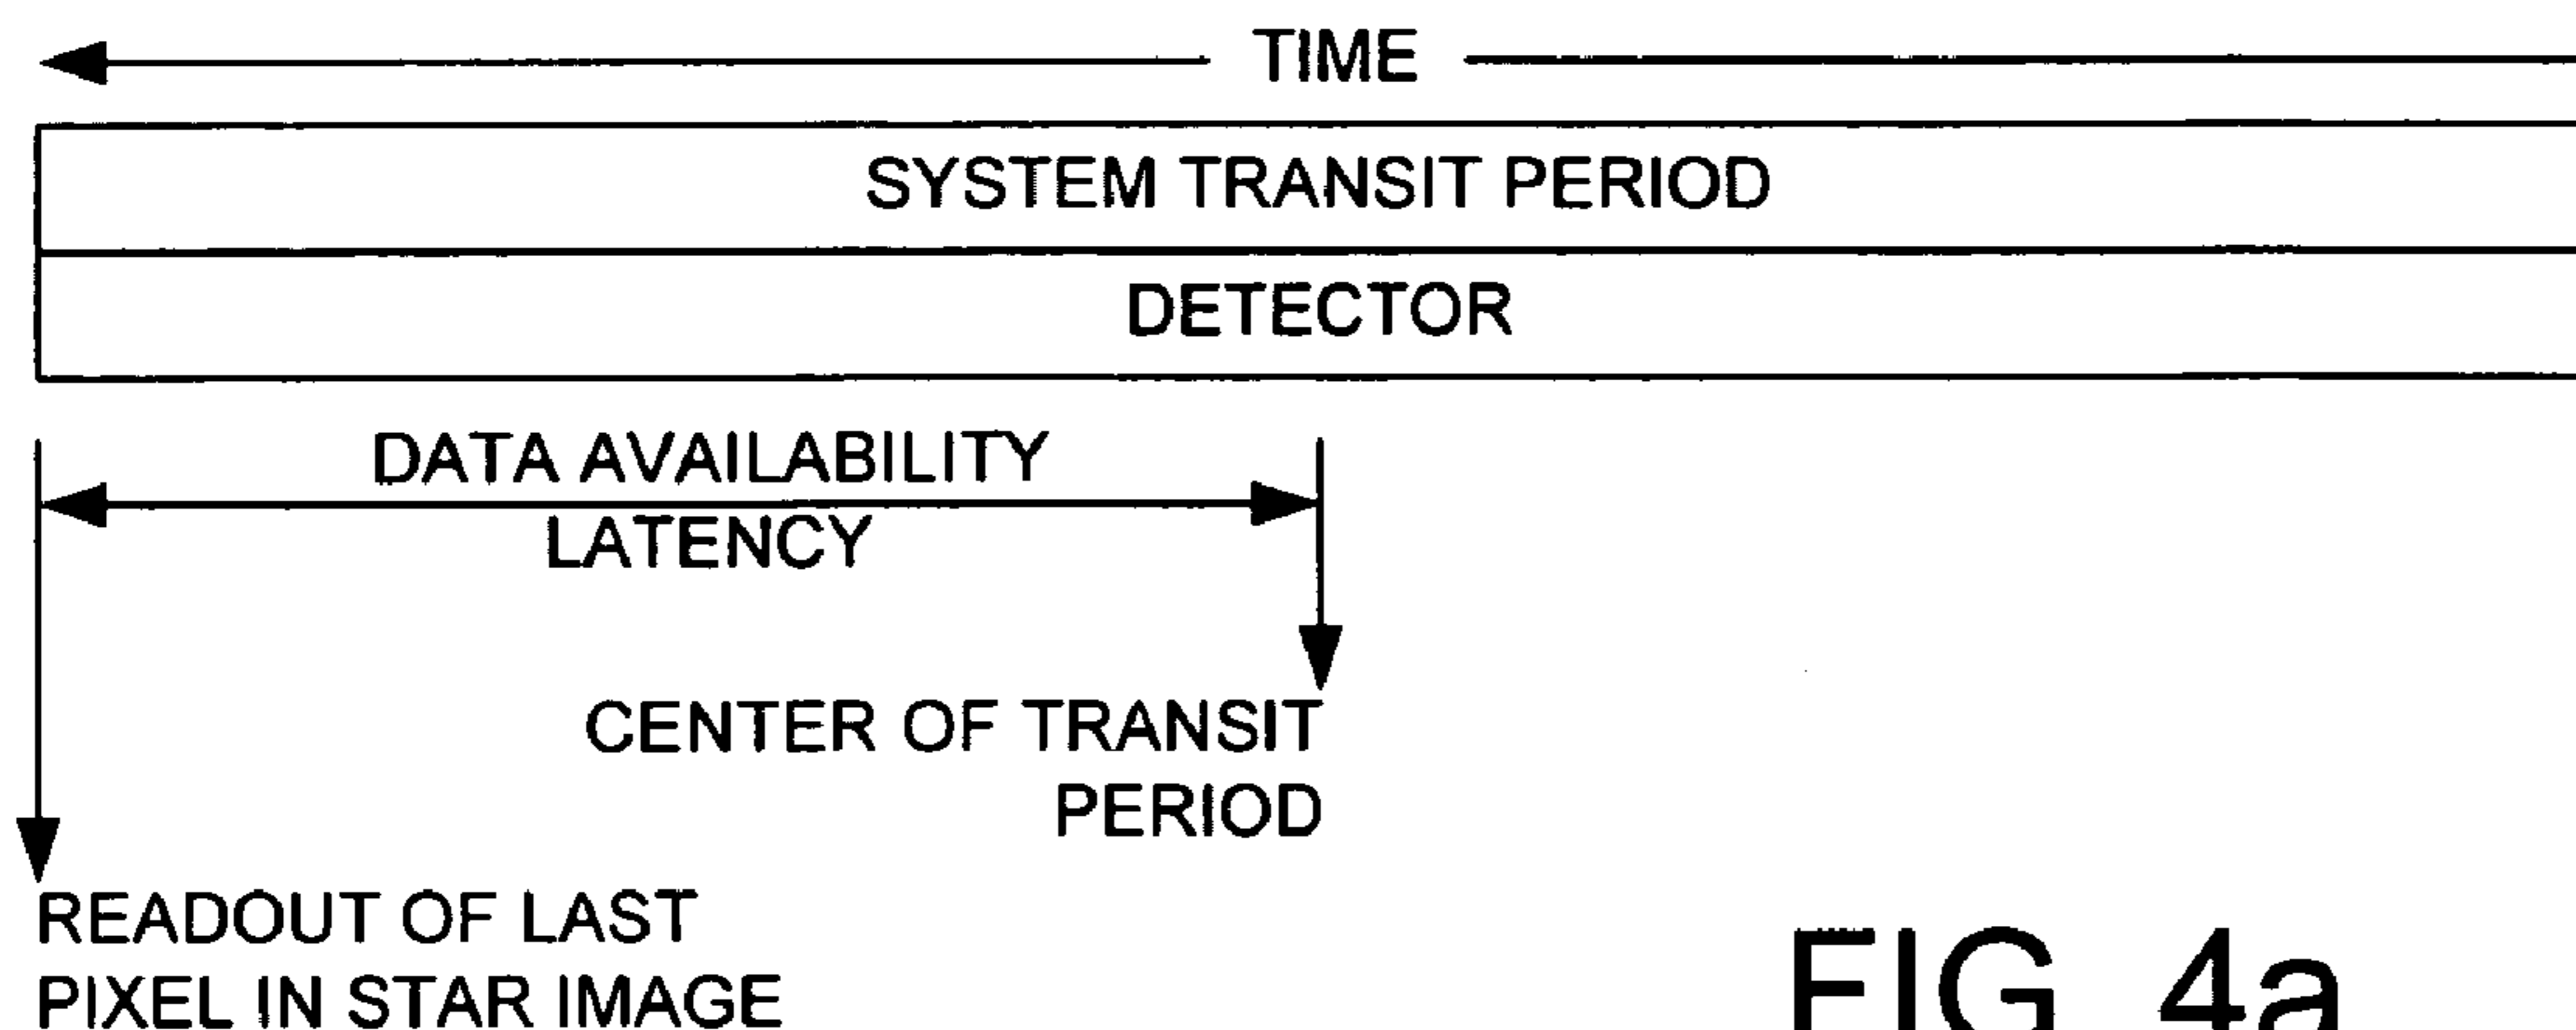 TIME
SYSTEM TRANSIT PERIOD
DETECTOR
DATA AVAILABILITY
LATENCY
CENTER OF TRANSIT
PERIOD
READOUT OF LAST
PIXEL IN STAR IMAGE
FIG. 4a